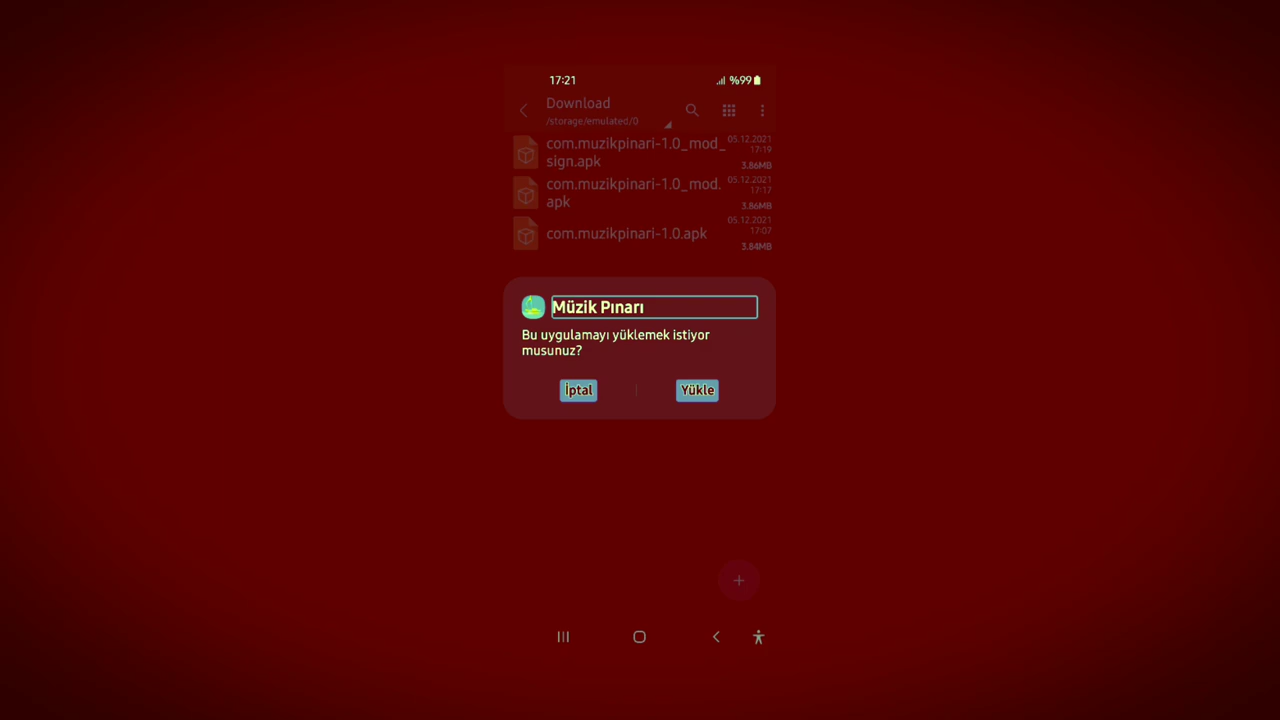 17:21
%99
Download
/storage/emulated/0
com.muzikpinari-1.0_mod_
sign.apk
05.12.2021
17:19
3.86MB
com.muzikpinari-1.0_mod.
apk
05.12.2021
17:17
3.86MB
com.muzikpinari-1.0.apk
05.12.2021
17:07
3.84MB
Müzik Pınarı
Bu uygulamayı yüklemek istiyor
musunuz?
İptal
Yükle